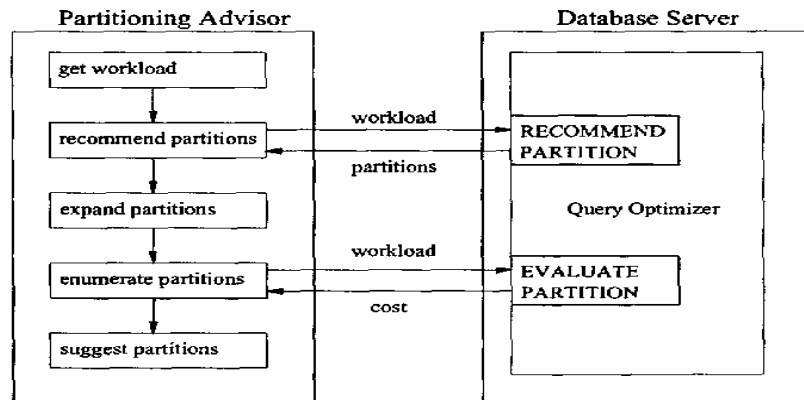 Partitioning Advisor
Database Server
get workload
workload
recommend partitions
RECOMMEND
PARTITION
partitions
expand partitions
Query Optimizer
workload
enumerate partitions
EVALUATE
PARTITION
cost
suggest partitions